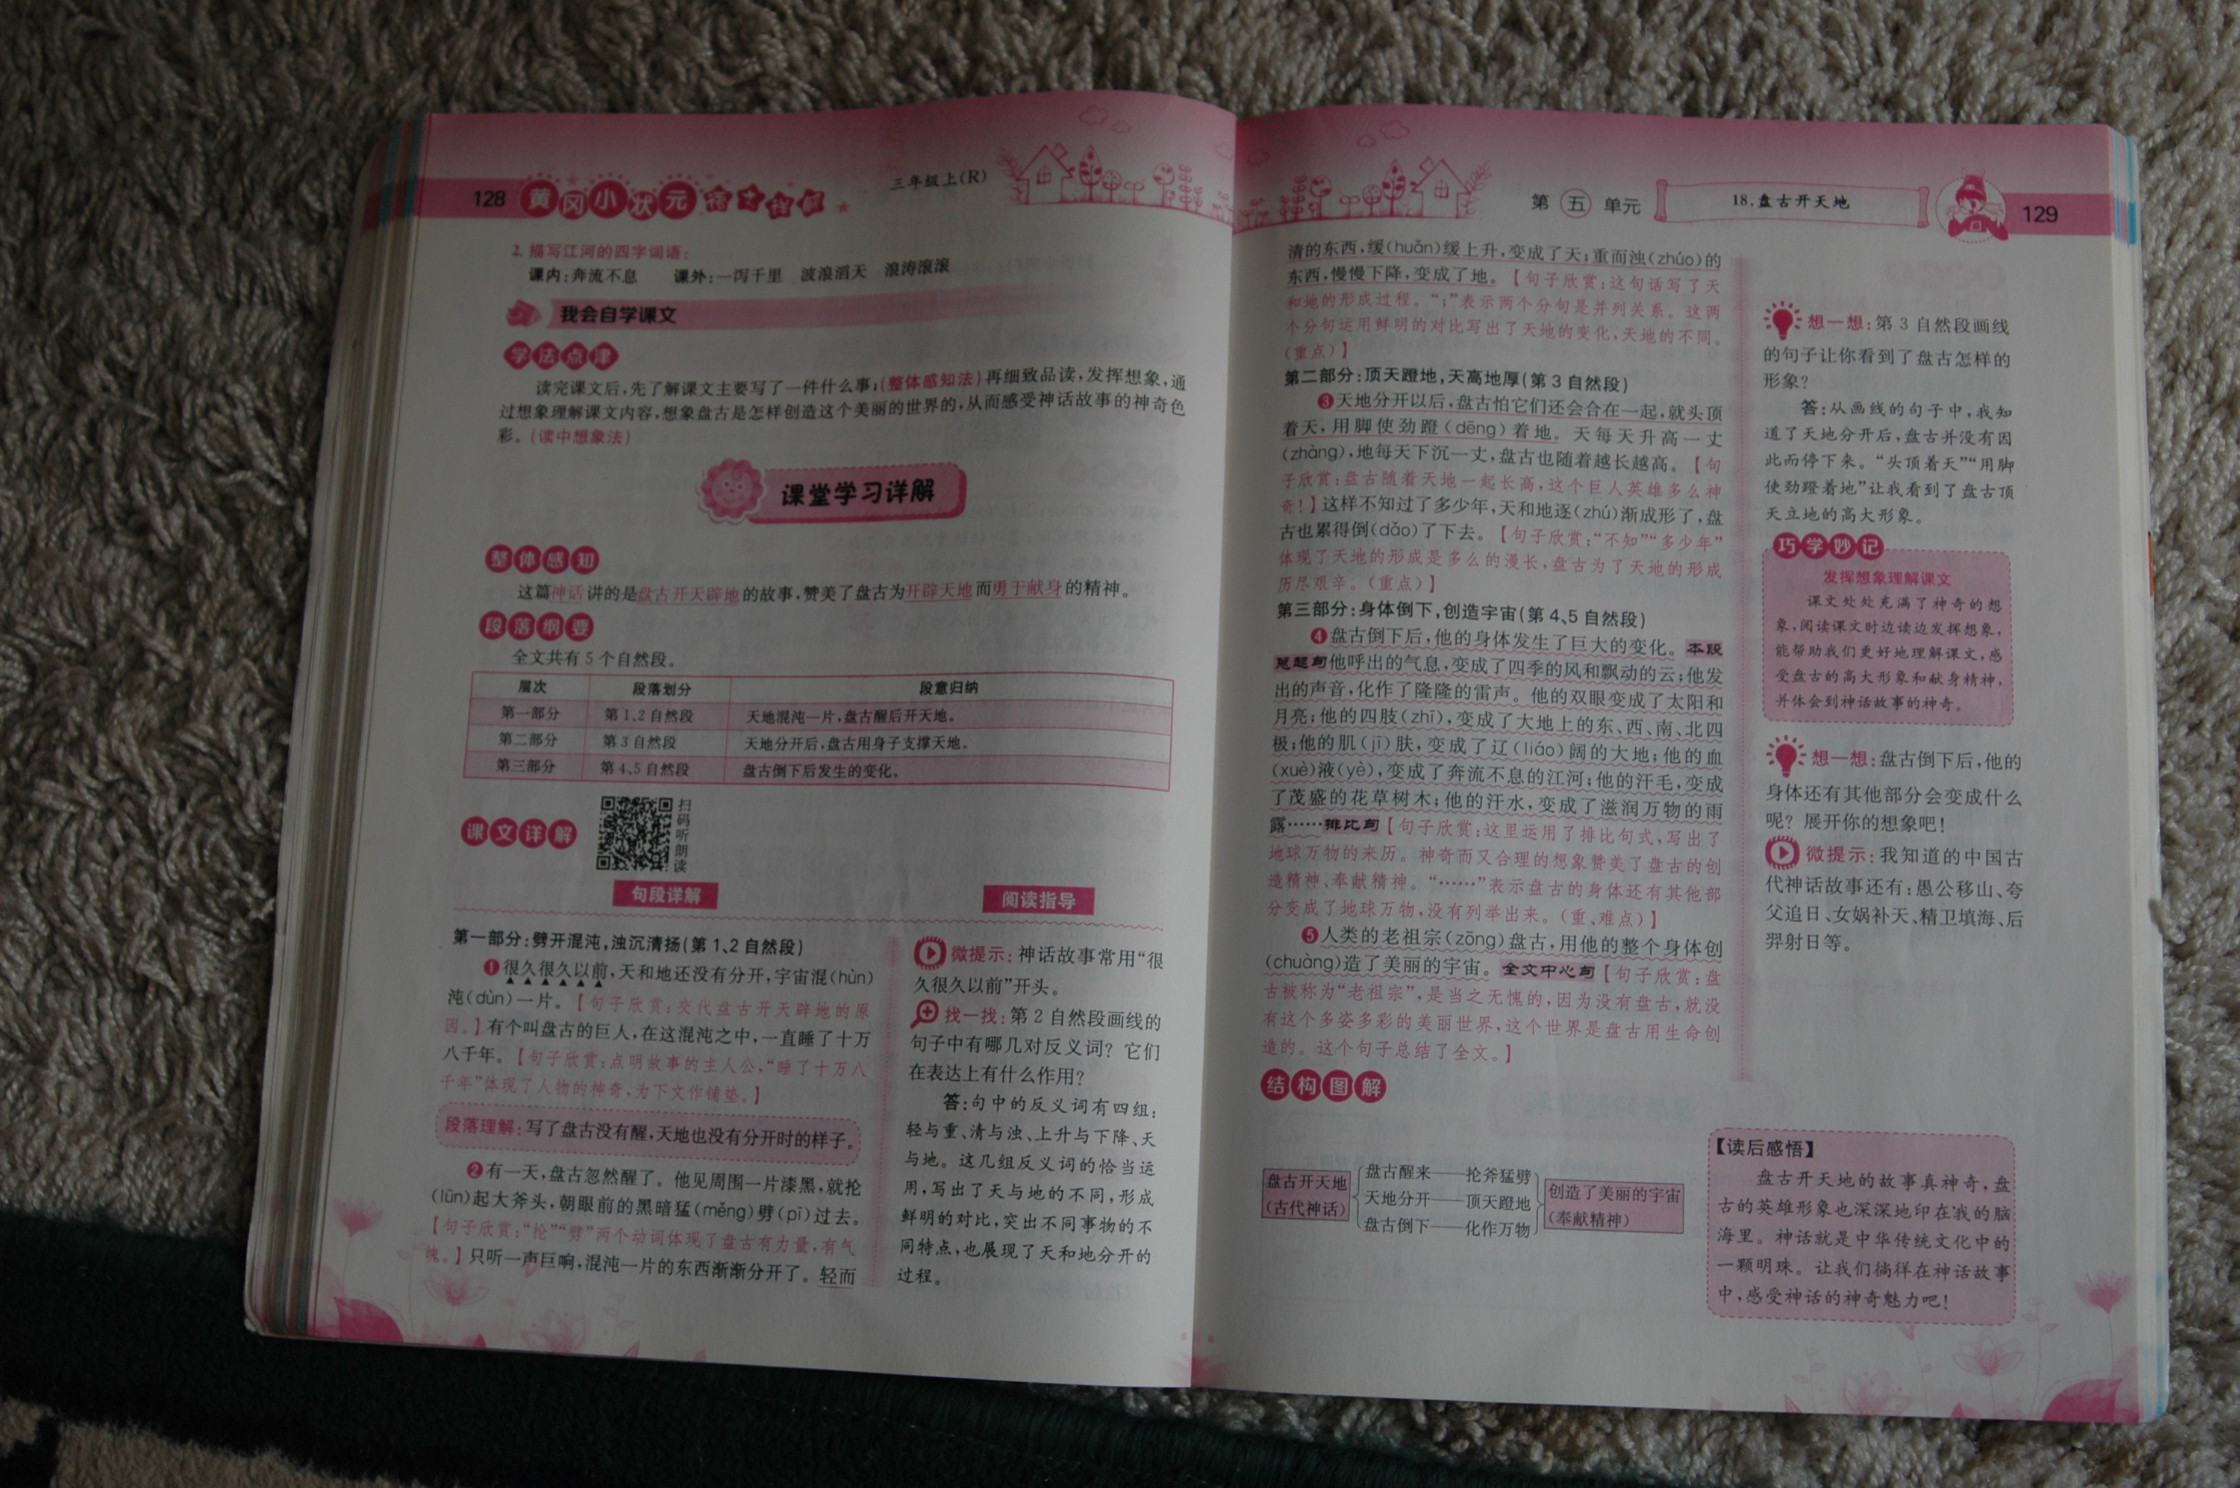 128
黄冈小状元
三年级上(R)
2. 描写江河的四字词语:
课内:奔流不息 课外:一泻千里 波浪滔天 浪涛滚滚
我会自学课文
学法点津
读完课文后,先了解课文主要写了一件什么事;(整体感知法)再细致品读,发挥想象,通
过想象理解课文内容,想象盘古是怎样创造这个美丽的世界的,从而感受神话故事的神奇色
彩。(读中想象法)
课堂学习详解
整体感知
这篇神话讲的是盘古开天辟地的故事,赞美了盘古为开辟天地而勇于献身的精神。
段落纲要
全文共有5个自然段。
层次 段落划分 段意归纳
第一部分 第1、2自然段 天地混沌一片,盘古醒后开天地。
第二部分 第3自然段 天地分开后,盘古用身子支撑天地。
第三部分 第4、5自然段 盘古倒下后发生的变化。
课文详解
扫码听朗读
句段详解
第一部分:劈开混沌,浊沉清扬(第1、2自然段)
❶很久很久以前,天和地还没有分开,宇宙混(hùn)
沌(dùn)一片。【句子欣赏:交代盘古开天辟地的原
因。】有个叫盘古的巨人,在这混沌之中,一直睡了十万
八千年。【句子欣赏:点明故事的主人公,“睡了十万八
千年”体现了人物的神奇,为下文作铺垫。】
段落理解:写了盘古没有醒,天地也没有分开时的样子。
❷有一天,盘古忽然醒了。他见周围一片漆黑,就抡
(lūn)起大斧头,朝眼前的黑暗猛(měng)劈(pī)过去。
【句子欣赏:“抡”“劈”两个动词体现了盘古有力量,有气
魄。】只听一声巨响,混沌一片的东西渐渐分开了。轻而
阅读指导
微提示:神话故事常用“很
久很久以前”开头。
找一找:第2自然段画线的
句子中有哪几对反义词?它们
在表达上有什么作用?
答:句中的反义词有四组:
轻与重、清与浊、上升与下降、天
与地。这几组反义词的恰当运
用,写出了天与地的不同,形成
鲜明的对比,突出不同事物的不
同特点,也展现了天和地分开的
过程。
第五单元
18. 盘古开天地
129
清的东西,缓(huǎn)缓上升,变成了天;重而浊(zhuó)的
东西,慢慢下降,变成了地。【句子欣赏:这句话写了天
和地的形成过程。“;”表示两个分句是并列关系。这两
个分句运用鲜明的对比写出了天地的变化,天地的不同。
(重点)】
第二部分:顶天蹬地,天高地厚(第3自然段)
❸天地分开以后,盘古怕它们还会合在一起,就头顶
着天,用脚使劲蹬(dēng)着地。天每天升高一丈
(zhàng),地每天下沉一丈,盘古也随着越长越高。【句
子欣赏:盘古随着天地一起长高,这个巨人英雄多么神
奇!】这样不知过了多少年,天和地逐(zhú)渐成形了,盘
古也累得倒(dǎo)了下去。【句子欣赏:“不知”“多少年”
体现了天地的形成是多么的漫长,盘古为了天地的形成
历尽艰辛。(重点)】
第三部分:身体倒下,创造宇宙(第4、5自然段)
❹盘古倒下后,他的身体发生了巨大的变化。本段
总起句他呼出的气息,变成了四季的风和飘动的云;他发
出的声音,化作了隆隆的雷声。他的双眼变成了太阳和
月亮;他的四肢(zhī),变成了大地上的东、西、南、北四
极;他的肌(jī)肤,变成了辽(liáo)阔的大地;他的血
(xuè)液(yè),变成了奔流不息的江河;他的汗毛,变成
了茂盛的花草树木;他的汗水,变成了滋润万物的雨
露……排比句【句子欣赏:这里运用了排比句式,写出了
地球万物的来历。神奇而又合理的想象赞美了盘古的创
造精神、奉献精神。“……”表示盘古的身体还有其他部
分变成了地球万物,没有列举出来。(重、难点)】
❺人类的老祖宗(zōng)盘古,用他的整个身体创
(chuàng)造了美丽的宇宙。全文中心句【句子欣赏:盘
古被称为“老祖宗”,是当之无愧的,因为没有盘古,就没
有这个多姿多彩的美丽世界,这个世界是盘古用生命创
造的。这个句子总结了全文。】
结构图解
盘古开天地
(古代神话)
盘古醒来——抡斧猛劈
天地分开——顶天蹬地
盘古倒下——化作万物
创造了美丽的宇宙
(奉献精神)
想一想:第3自然段画线
的句子让你看到了盘古怎样的
形象?
答:从画线的句子中,我知
道了天地分开后,盘古并没有因
此而停下来。“头顶着天”“用脚
使劲蹬着地”让我看到了盘古顶
天立地的高大形象。
巧学妙记
发挥想象理解课文
课文处处充满了神奇的想
象,阅读课文时边读边发挥想象,
能帮助我们更好地理解课文,感
受盘古的高大形象和献身精神,
并体会到神话故事的神奇。
想一想:盘古倒下后,他的
身体还有其他部分会变成什么
呢?展开你的想象吧!
微提示:我知道的中国古
代神话故事还有:愚公移山、夸
父追日、女娲补天、精卫填海、后
羿射日等。
【读后感悟】
盘古开天地的故事真神奇,盘
古的英雄形象也深深地印在我的脑
海里。神话就是中华传统文化中的
一颗明珠。让我们徜徉在神话故事
中,感受神话的神奇魅力吧!